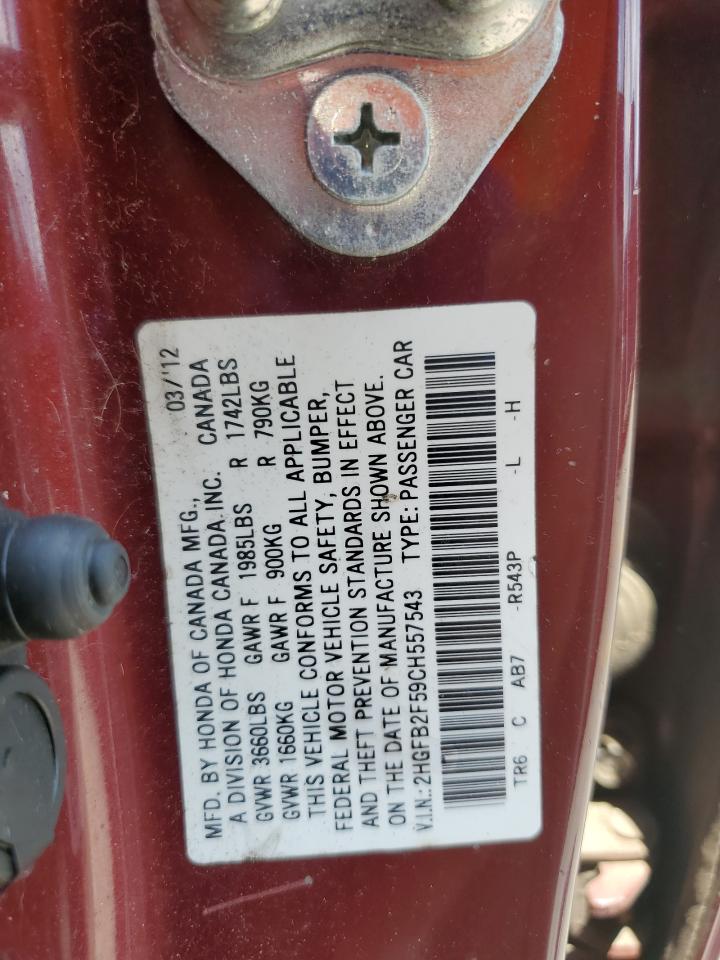 MFD. BY HONDA OF CANADA MFG., 03/'12
A DIVISION OF HONDA CANADA INC. CANADA
GVWR 3660LBS GAWR F 1985LBS R 1742LBS
GVWR 1660KG GAWR F 900KG R 790KG
THIS VEHICLE CONFORMS TO ALL APPLICABLE
FEDERAL MOTOR VEHICLE SAFETY, BUMPER,
AND THEFT PREVENTION STANDARDS IN EFFECT
ON THE DATE OF MANUFACTURE SHOWN ABOVE.
V.I.N.: 2HGFB2F59CH557543 TYPE: PASSENGER CAR
TR6 C AB7 -R543P -L -H